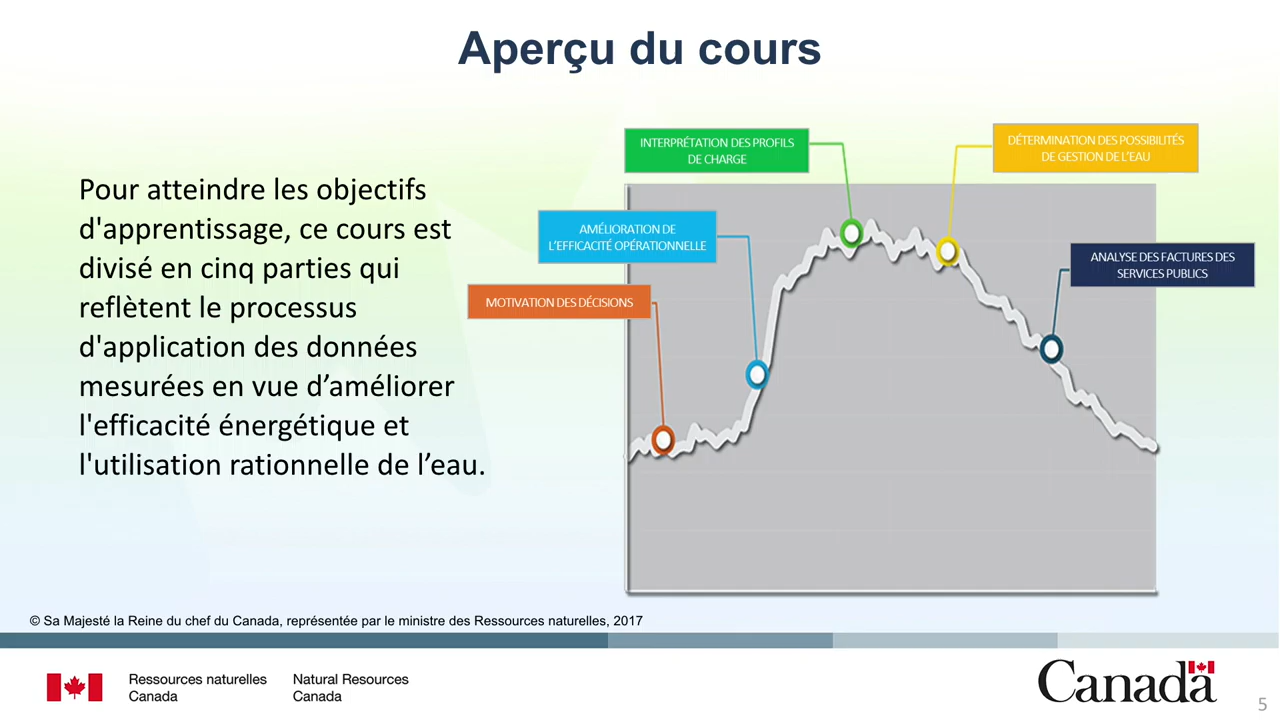 Aperçu du cours
Pour atteindre les objectifs
d'apprentissage, ce cours est
divisé en cinq parties qui
reflètent le processus
d'application des données
mesurées en vue d’améliorer
l'efficacité énergétique et
l'utilisation rationnelle de l’eau.
INTERPRÉTATION DES PROFILS
DE CHARGE
DÉTERMINATION DES POSSIBILITÉS
DE GESTION DE L’EAU
AMÉLIORATION DE
L’EFFICACITÉ OPÉRATIONNELLE
ANALYSE DES FACTURES DES
SERVICES PUBLICS
MOTIVATION DES DÉCISIONS
© Sa Majesté la Reine du chef du Canada, représentée par le ministre des Ressources naturelles, 2017
Ressources naturelles
Canada
Natural Resources
Canada
Canada
5